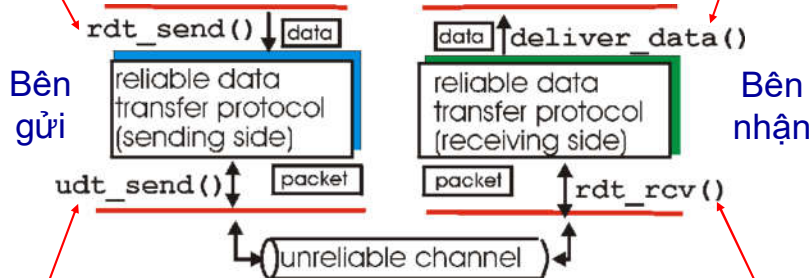 rdt_send()
data
data
deliver_data()
Bên
gửi
reliable data
transfer protocol
(sending side)
reliable data
transfer protocol
(receiving side)
Bên
nhận
udt_send()
packet
packet
rdt_rcv()
unreliable channel